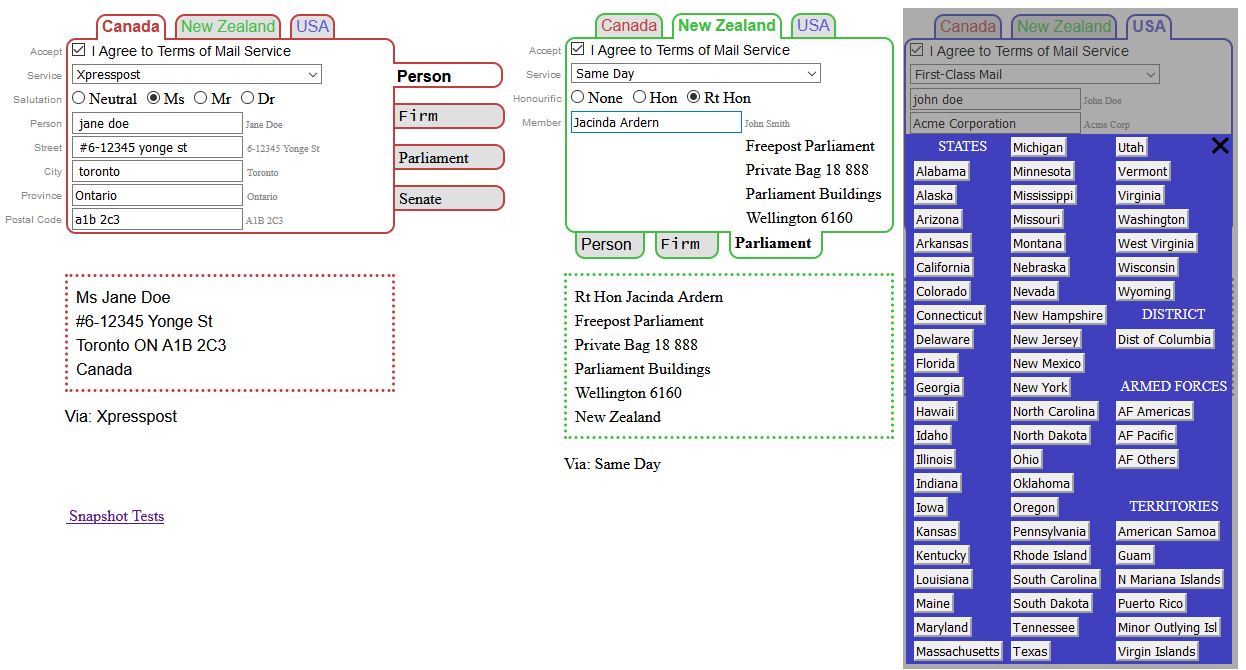 Canada New Zealand USA
Accept I Agree to Terms of Mail Service
Service Xpresspost
Salutation Neutral Ms Mr Dr
Person jane doe Jane Doe
Street #6-12345 yonge st 6-12345 Yonge St
City toronto Toronto
Province Ontario Ontario
Postal Code a1b 2c3 A1B 2C3
Person
Firm
Parliament
Senate
Ms Jane Doe
#6-12345 Yonge St
Toronto ON A1B 2C3
Canada
Via: Xpresspost
Snapshot Tests
Canada New Zealand USA
Accept I Agree to Terms of Mail Service
Service Same Day
Honourific None Hon Rt Hon
Member Jacinda Ardern John Smith
Freepost Parliament
Private Bag 18 888
Parliament Buildings
Wellington 6160
Person Firm Parliament
Rt Hon Jacinda Ardern
Freepost Parliament
Private Bag 18 888
Parliament Buildings
Wellington 6160
New Zealand
Via: Same Day
Canada New Zealand USA
I Agree to Terms of Mail Service
First-Class Mail
john doe John Doe
Acme Corporation Acme Corp
STATES
Alabama
Alaska
Arizona
Arkansas
California
Colorado
Connecticut
Delaware
Florida
Georgia
Hawaii
Idaho
Illinois
Indiana
Iowa
Kansas
Kentucky
Louisiana
Maine
Maryland
Massachusetts
Michigan
Minnesota
Mississippi
Missouri
Montana
Nebraska
Nevada
New Hampshire
New Jersey
New Mexico
New York
North Carolina
North Dakota
Ohio
Oklahoma
Oregon
Pennsylvania
Rhode Island
South Carolina
South Dakota
Tennessee
Texas
Utah
Vermont
Virginia
Washington
West Virginia
Wisconsin
Wyoming
DISTRICT
Dist of Columbia
ARMED FORCES
AF Americas
AF Pacific
AF Others
TERRITORIES
American Samoa
Guam
N Mariana Islands
Puerto Rico
Minor Outlying Isl
Virgin Islands